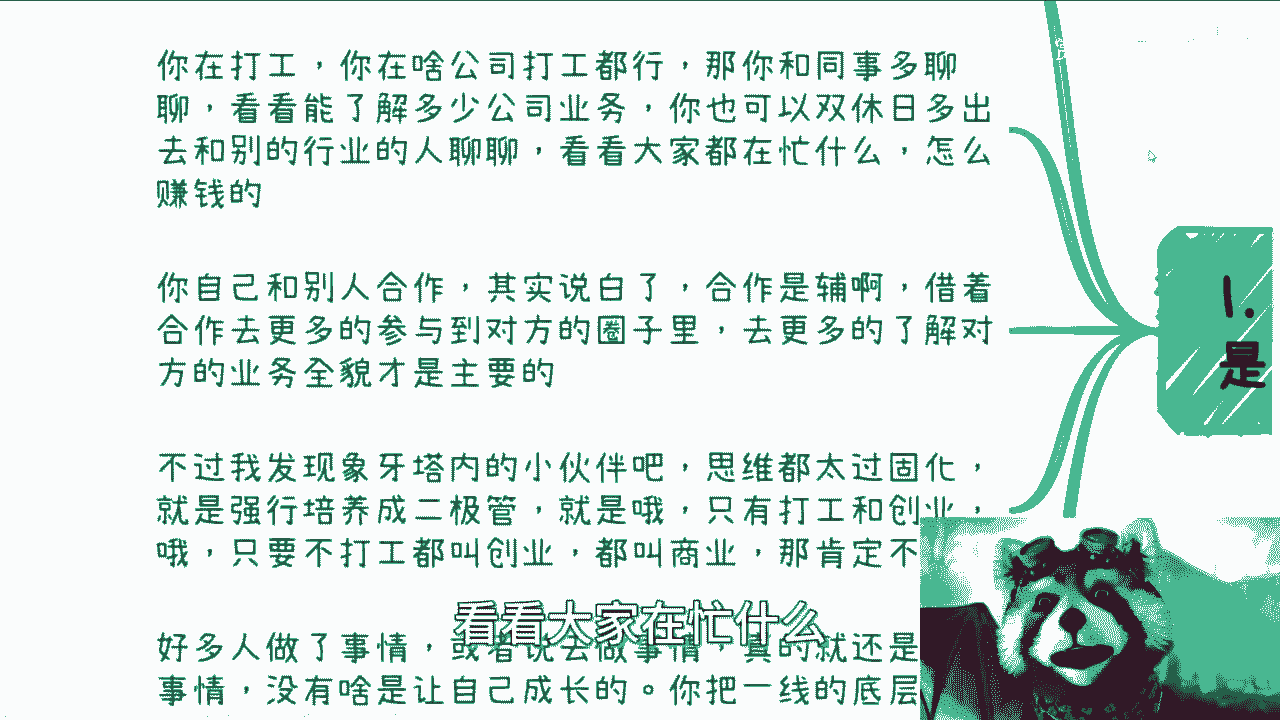 你在打工，你在啥公司打工都行，那你和同事多聊
聊，看看能了解多少公司业务，你也可以双休日多出
去和别的行业的人聊聊，看看大家都在忙什么，怎么
赚钱的
你自己和别人合作，其实说白了，合作是辅啊，借着
合作去更多的参与到对方的圈子里，去更多的了解对
方的业务全貌才是主要的
不过我发现象牙塔内的小伙伴吧，思维都太过固化，
就是强行培养成二极管，就是哦，只有打工和创业，
哦，只要不打工都叫创业，都叫商业，那肯定不
看看大家在忙什么
好多人做了事情，或者说去做事情，真的就还是
事情，没有啥是让自己成长的。你把一线的底层
1.
是